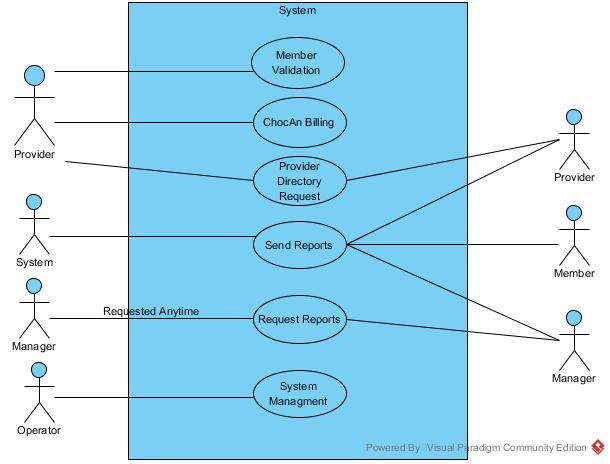 System
Member
Validation
ChocAn Billing
Provider
Directory
Request
Send Reports
Requested Anytime
Request Reports
System
Managment
Provider
System
Manager
Operator
Provider
Member
Manager
Powered By Visual Paradigm Community Edition